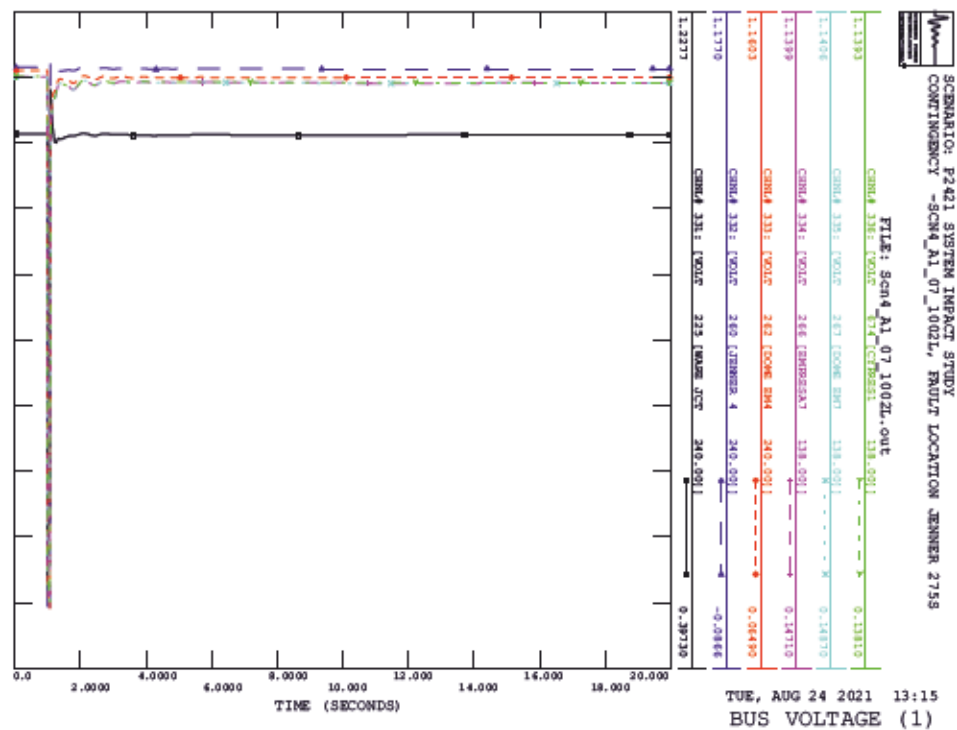 SCENARIO: P2421 SYSTEM IMPACT STUDY
CONTINGENCY -SCN4_A1_07_1002L, FAULT LOCATION JENNER 275S
FILE: Scn4_A1_07_1002L.out
1.1393 CHNL# 336: [VOLT 674 [CYPRES1 138.00]] 0.13810
1.1406 CHNL# 335: [VOLT 267 [DOME EM7 138.00]] 0.14870
1.1399 CHNL# 334: [VOLT 266 [EMPRESA7 138.00]] 0.14710
1.1603 CHNL# 333: [VOLT 262 [DOME EM4 240.00]] 0.06490
1.1770 CHNL# 332: [VOLT 260 [JENNER 4 240.00]] -0.0866
1.2277 CHNL# 331: [VOLT 225 [WARE JCT 240.00]] 0.39730
0.0 2.0000 4.0000 6.0000 8.0000 10.000 12.000 14.000 16.000 18.000 20.000
TIME (SECONDS)
TUE, AUG 24 2021 13:15
BUS VOLTAGE (1)